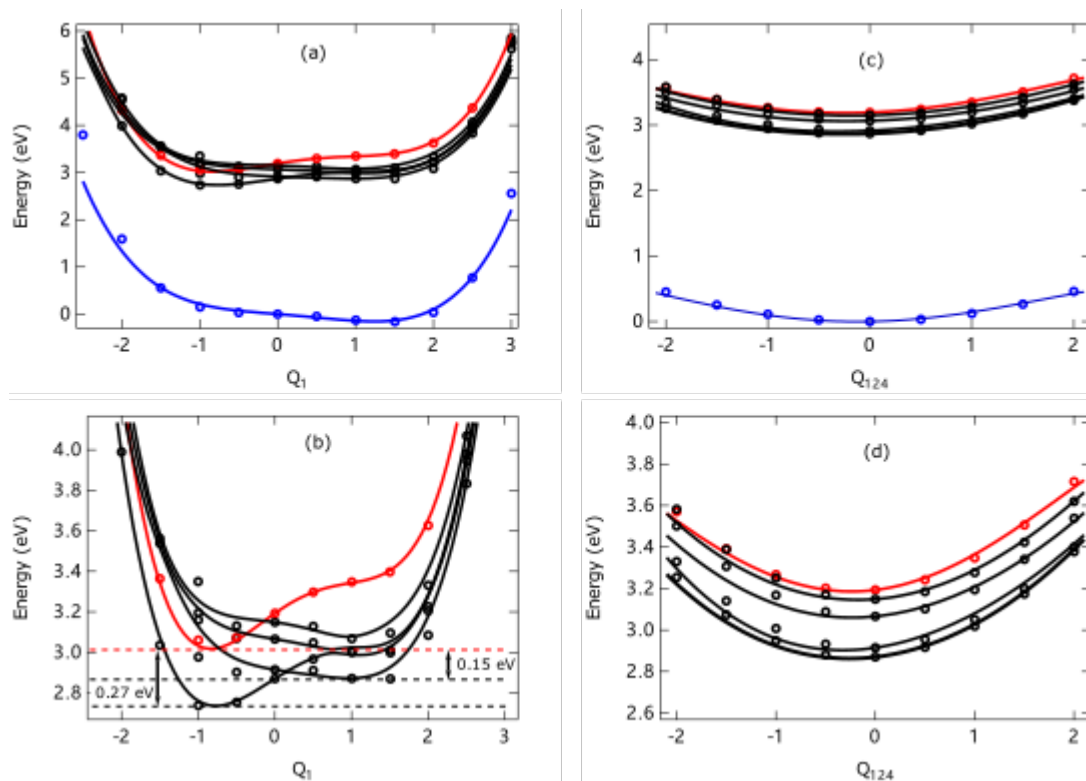 (a)
Energy (eV)
6
5
4
3
2
1
0
-2 -1 0 1 2 3
Q₁
(c)
Energy (eV)
4
3
2
1
0
-2 -1 0 1 2
Q₁₂₄
(b)
Energy (eV)
4.0
3.8
3.6
3.4
3.2
3.0
2.8
0.27 eV
0.15 eV
-2 -1 0 1 2 3
Q₁
(d)
Energy (eV)
4.0
3.8
3.6
3.4
3.2
3.0
2.8
2.6
-2 -1 0 1 2
Q₁₂₄